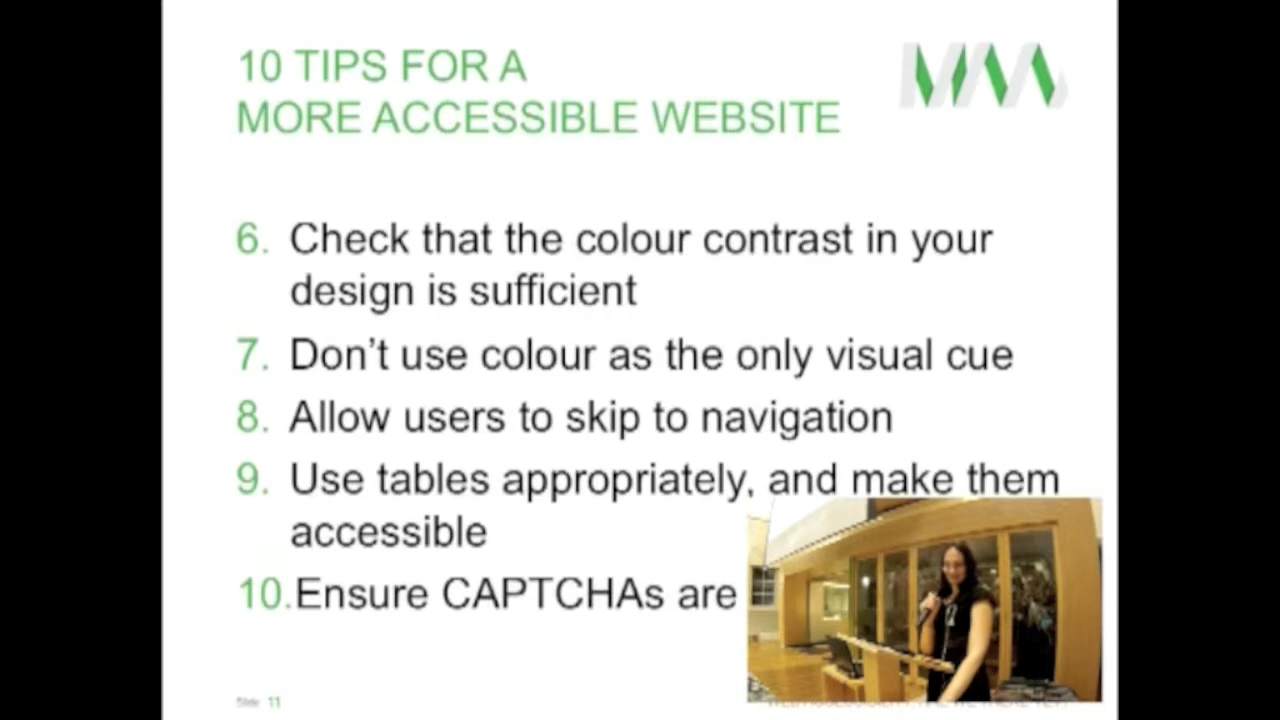 10 TIPS FOR A
MORE ACCESSIBLE WEBSITE
6. Check that the colour contrast in your
design is sufficient
7. Don’t use colour as the only visual cue
8. Allow users to skip to navigation
9. Use tables appropriately, and make them
accessible
10. Ensure CAPTCHAs are
Slide 11